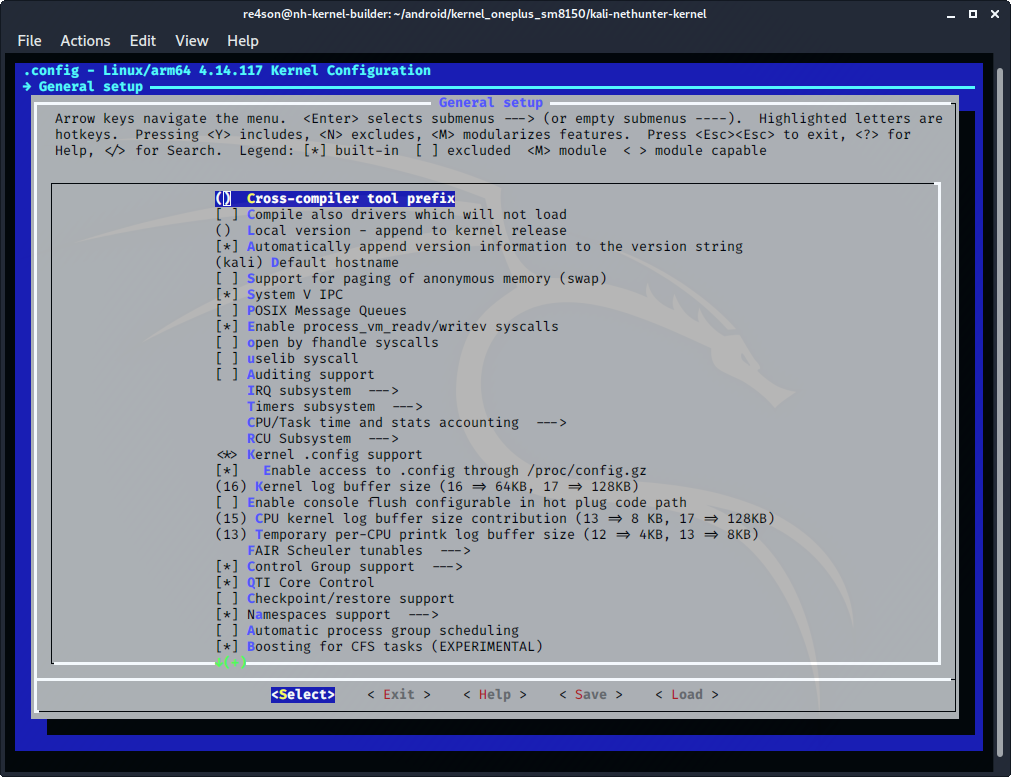 re4son@nh-kernel-builder: ~/android/kernel_oneplus_sm8150/kali-nethunter-kernel
File Actions Edit View Help
.config - Linux/arm64 4.14.117 Kernel Configuration
→ General setup
General setup
Arrow keys navigate the menu. <Enter> selects submenus ---> (or empty submenus ----). Highlighted letters are
hotkeys. Pressing <Y> includes, <N> excludes, <M> modularizes features. Press <Esc><Esc> to exit, <?> for
Help, </> for Search. Legend: [*] built-in [ ] excluded <M> module < > module capable
() Cross-compiler tool prefix
[ ] Compile also drivers which will not load
() Local version - append to kernel release
[*] Automatically append version information to the version string
(kali) Default hostname
[ ] Support for paging of anonymous memory (swap)
[*] System V IPC
[ ] POSIX Message Queues
[*] Enable process_vm_readv/writev syscalls
[ ] open by fhandle syscalls
[ ] uselib syscall
[ ] Auditing support
IRQ subsystem --->
Timers subsystem --->
CPU/Task time and stats accounting --->
RCU Subsystem --->
<*> Kernel .config support
[*] Enable access to .config through /proc/config.gz
(16) Kernel log buffer size (16 => 64KB, 17 => 128KB)
[ ] Enable console flush configurable in hot plug code path
(15) CPU kernel log buffer size contribution (13 => 8 KB, 17 => 128KB)
(13) Temporary per-CPU printk log buffer size (12 => 4KB, 13 => 8KB)
FAIR Scheuler tunables --->
[*] Control Group support --->
[*] QTI Core Control
[ ] Checkpoint/restore support
[*] Namespaces support --->
[ ] Automatic process group scheduling
[*] Boosting for CFS tasks (EXPERIMENTAL)
↓(+)
<Select> < Exit > < Help > < Save > < Load >